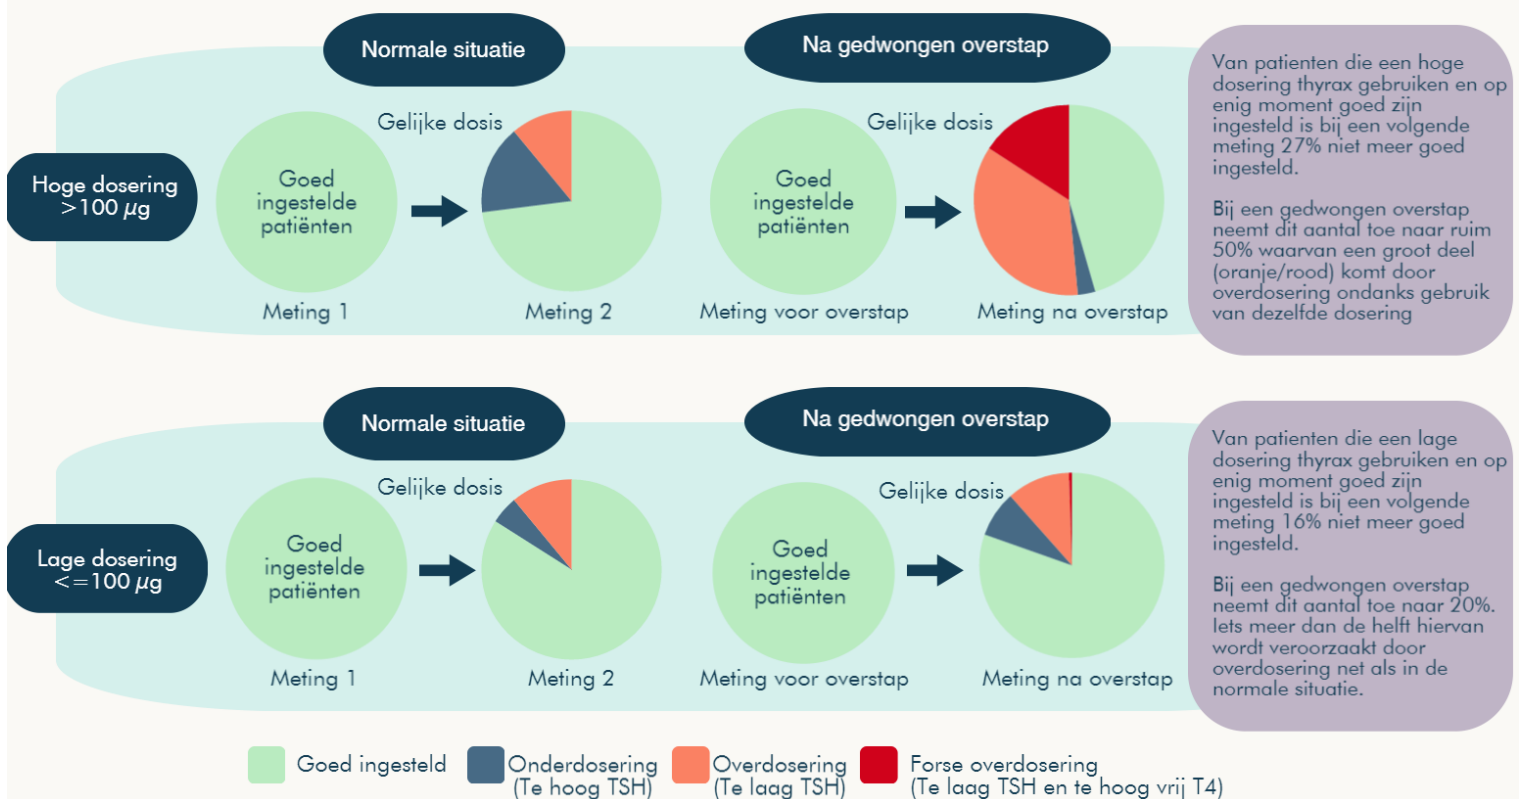 Normale situatie
Na gedwongen overstap
Hoge dosering
>100 µg
Goed
ingestelde
patiënten
Meting 1
Gelijke dosis
Meting 2
Goed
ingestelde
patiënten
Meting voor overstap
Gelijke dosis
Meting na overstap
Van patienten die een hoge
dosering thyrax gebruiken en op
enig moment goed zijn
ingesteld is bij een volgende
meting 27% niet meer goed
ingesteld.
Bij een gedwongen overstap
neemt dit aantal toe naar ruim
50% waarvan een groot deel
(oranje/rood) komt door
overdosering ondanks gebruik
van dezelfde dosering
Normale situatie
Na gedwongen overstap
Lage dosering
<=100 µg
Goed
ingestelde
patiënten
Meting 1
Gelijke dosis
Meting 2
Goed
ingestelde
patiënten
Meting voor overstap
Gelijke dosis
Meting na overstap
Van patienten die een lage
dosering thyrax gebruiken en op
enig moment goed zijn
ingesteld is bij een volgende
meting 16% niet meer goed
ingesteld.
Bij een gedwongen overstap
neemt dit aantal toe naar 20%.
Iets meer dan de helft hiervan
wordt veroorzaakt door
overdosering net als in de
normale situatie.
Goed ingesteld
Onderdosering
(Te hoog TSH)
Overdosering
(Te laag TSH)
Forse overdosering
(Te laag TSH en te hoog vrij T4)